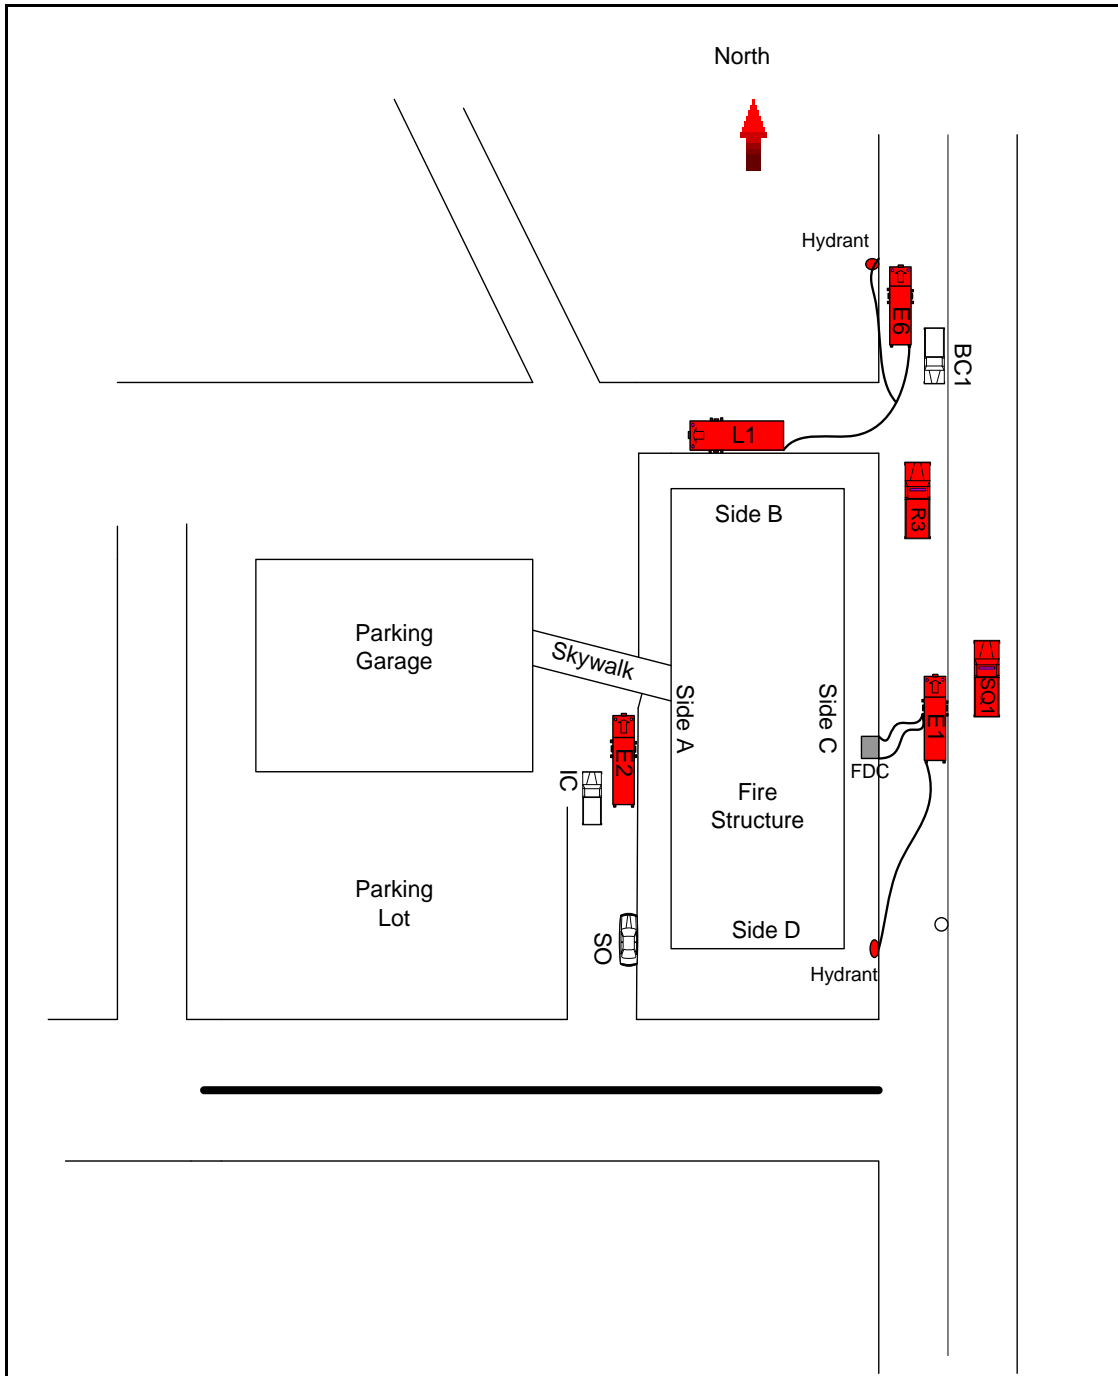 North
Hydrant
E6
BC1
L1
Side B
R3
Parking
Garage
Skywalk
Side A
Side C
SQ1
E1
E2
IC
FDC
Fire
Structure
Parking
Lot
SO
Side D
Hydrant